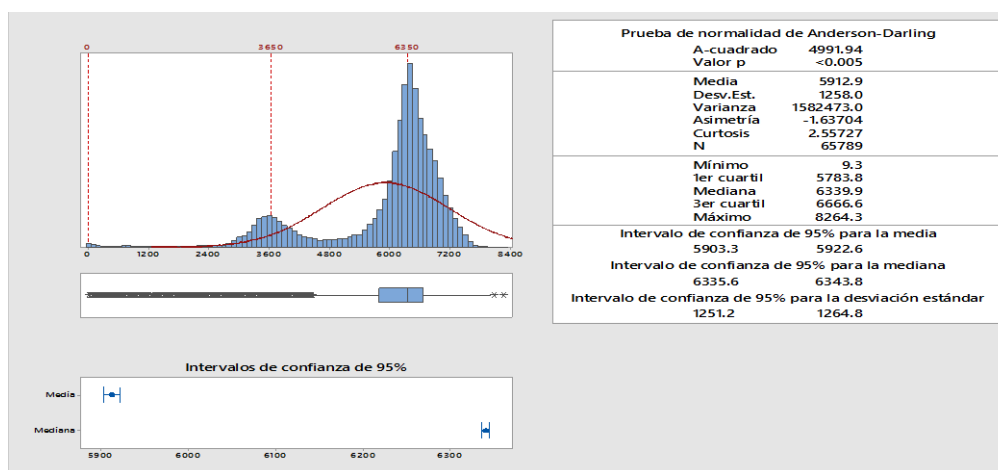 0 3650 6350
0 1200 2400 3600 4800 6000 7200 8400
Intervalos de confianza de 95%
Media
Mediana
5900 6000 6100 6200 6300
Prueba de normalidad de Anderson-Darling
A-cuadrado 4991.94
Valor p <0.005
Media 5912.9
Desv.Est. 1258.0
Varianza 1582473.0
Asimetría -1.63704
Curtosis 2.55727
N 65789
Mínimo 9.3
1er cuartil 5783.8
Mediana 6339.9
3er cuartil 6666.6
Máximo 8264.3
Intervalo de confianza de 95% para la media
5903.3 5922.6
Intervalo de confianza de 95% para la mediana
6335.6 6343.8
Intervalo de confianza de 95% para la desviación estándar
1251.2 1264.8